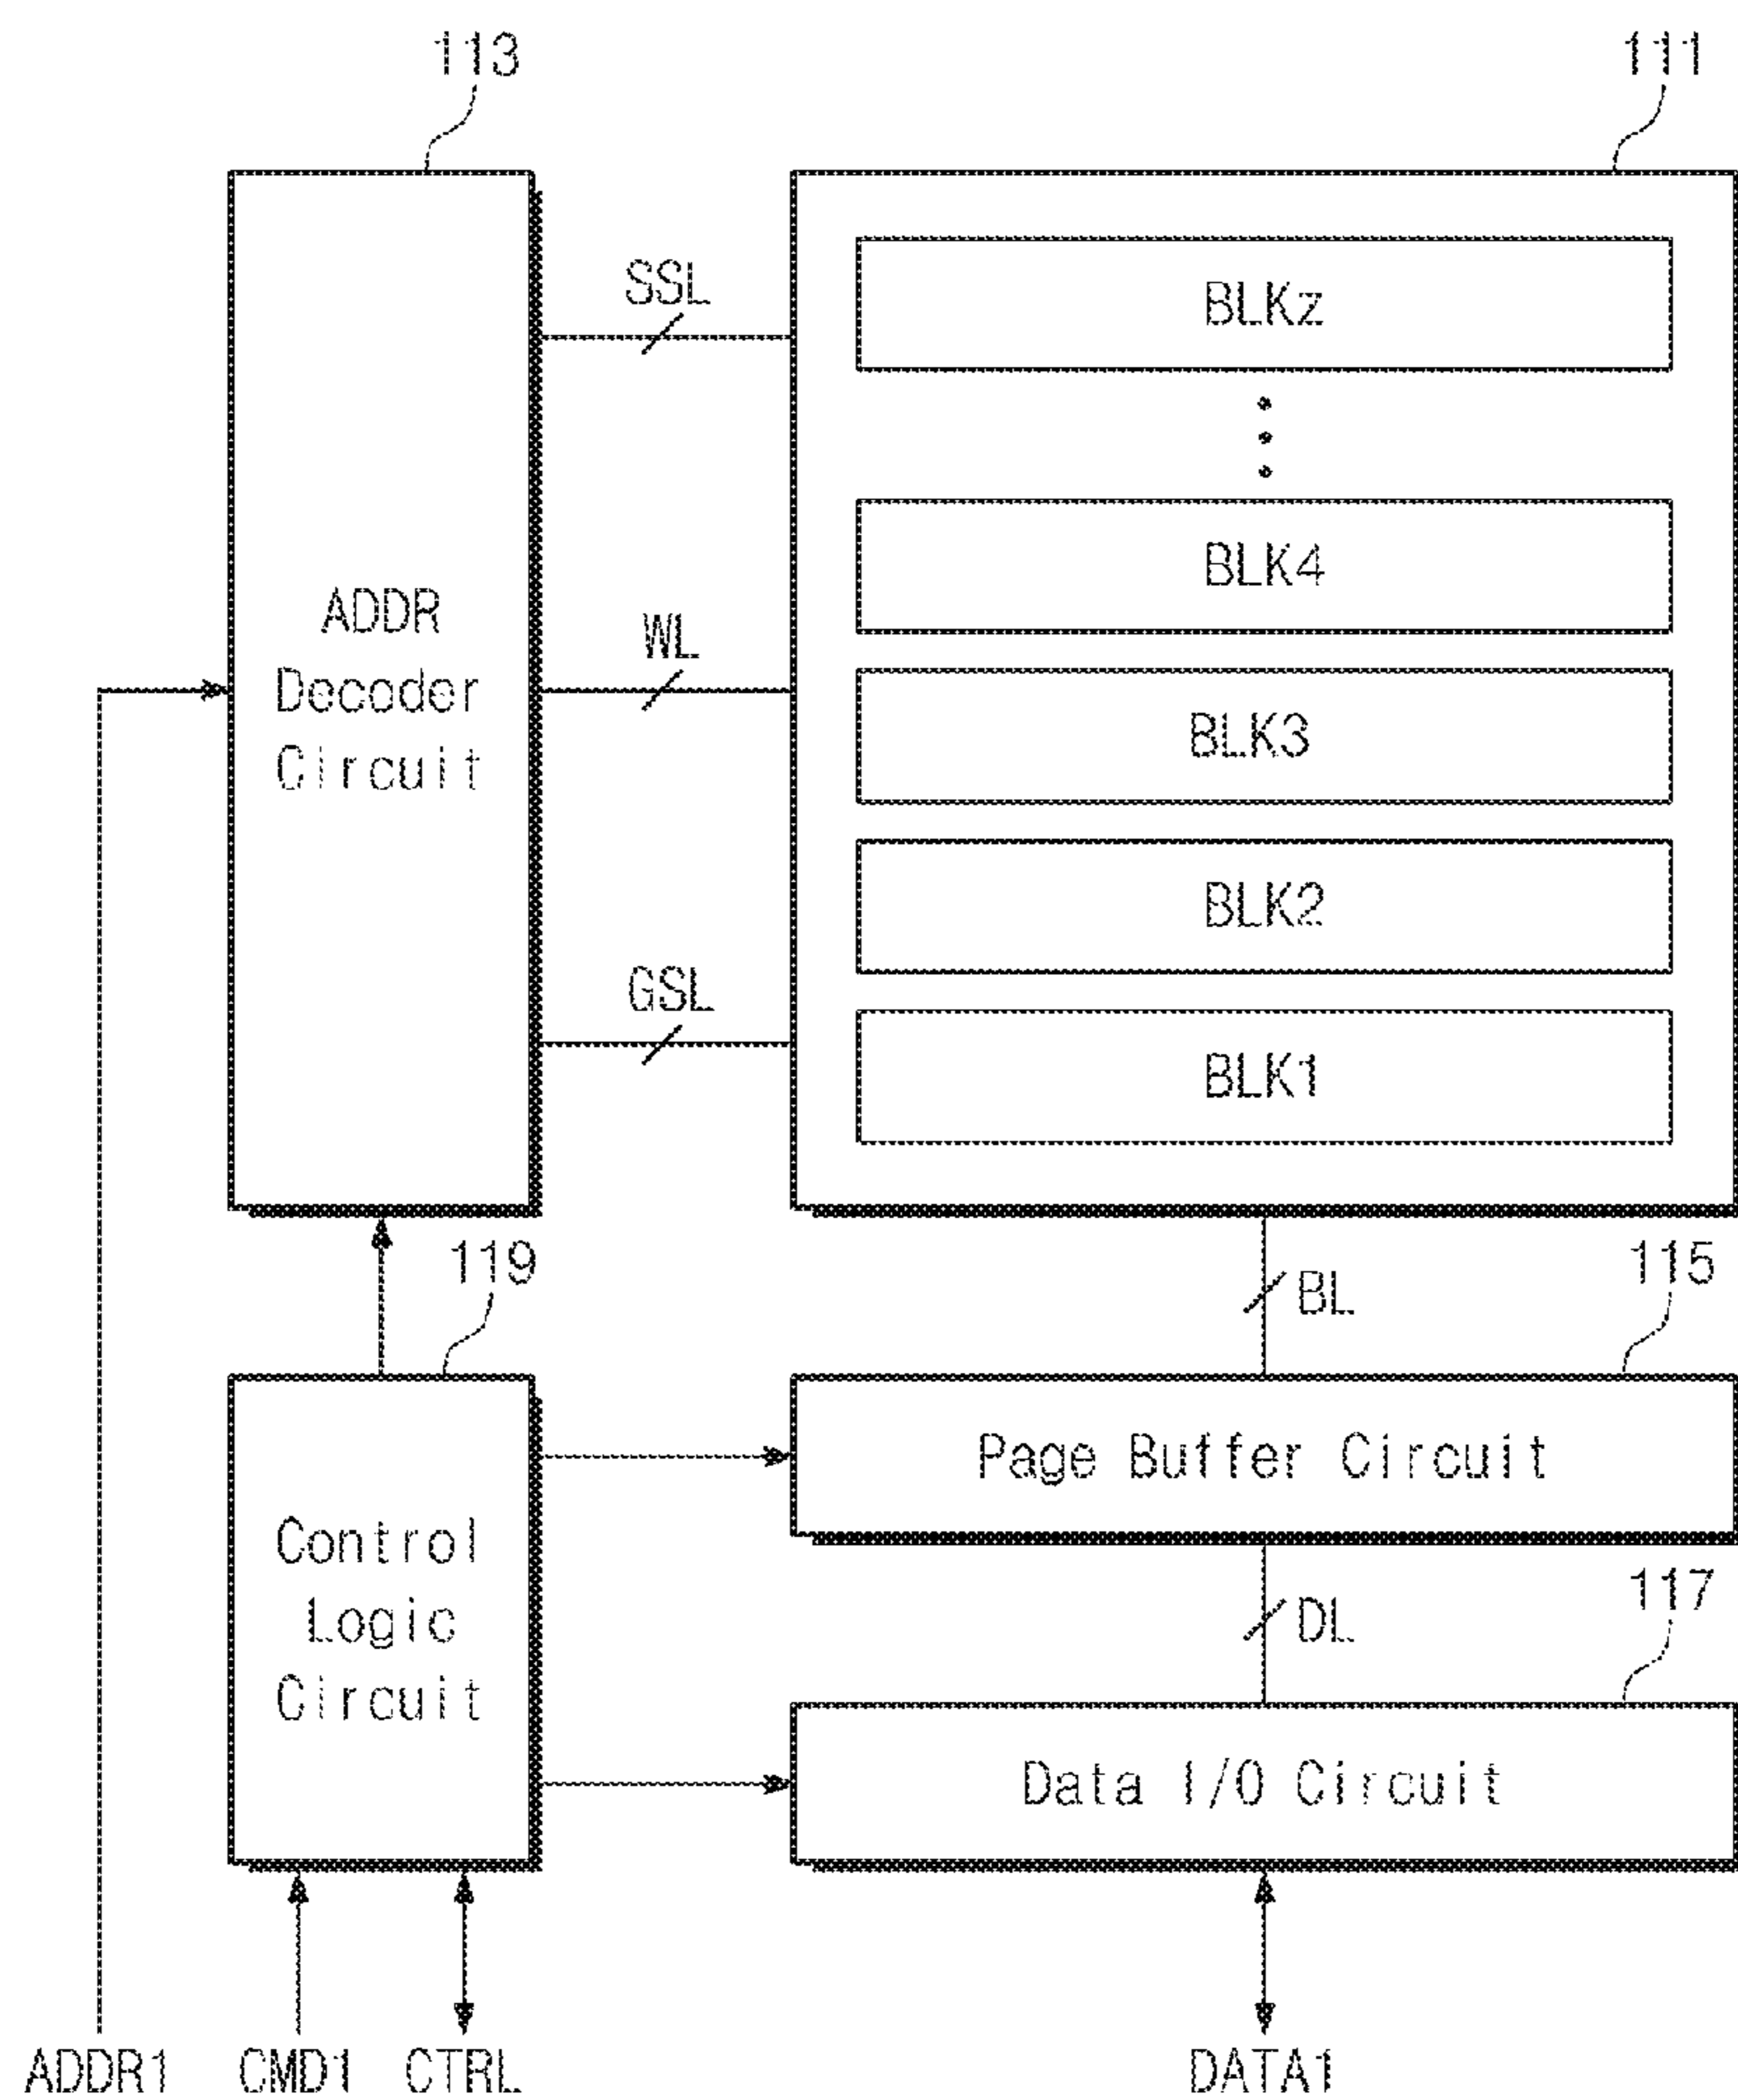 113
111
SSL
BLKz
BLK4
ADDR
Decoder
Circuit
WL
BLK3
BLK2
GSL
BLK1
119
BL
115
Page Buffer Circuit
Control
Logic
Circuit
DL
117
Data I/O Circuit
ADDR1
CMD1
CTRL
DATA1